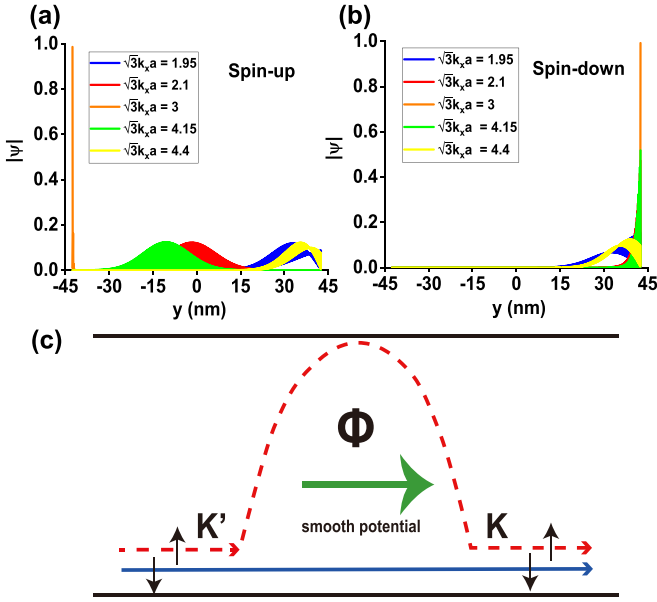 (a)
1.0
0.8
0.6
0.4
0.2
0.0
|ψ|
√3kₓa = 1.95
√3kₓa = 2.1
√3kₓa = 3
√3kₓa = 4.15
√3kₓa = 4.4
Spin-up
-45 -30 -15 0 15 30 45
y (nm)
(b)
1.0
0.8
0.6
0.4
0.2
0.0
|ψ|
√3kₓa = 1.95
√3kₓa = 2.1
√3kₓa = 3
√3kₓa = 4.15
√3kₓa = 4.4
Spin-down
-45 -30 -15 0 15 30 45
y (nm)
(c)
Φ
smooth potential
K’ K